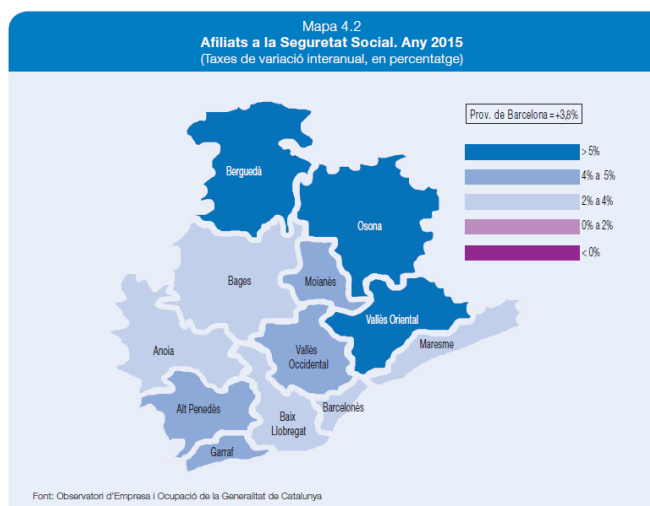 Mapa 4.2
Afiliats a la Seguretat Social. Any 2015
(Taxes de variació interanual, en percentatge)
Prov. de Barcelona =+3,8%
> 5%
4% a 5%
2% a 4%
0% a 2%
< 0%
Berguedà
Osona
Bages
Moianès
Vallès Oriental
Maresme
Anoia
Vallès
Occidental
Alt Penedès
Baix
Llobregat
Barcelonès
Garraf
Font: Observatori d'Empresa i Ocupació de la Generalitat de Catalunya